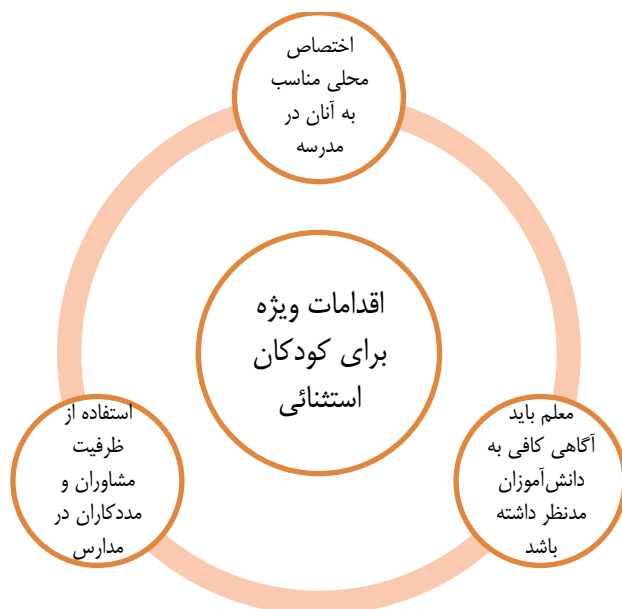 اختصاص
محلی مناسب
به آنان در
مدرسه
اقدامات ویژه
برای کودکان
استثنائی
معلم باید
آگاهی کافی به
دانش‌آموزان
مدنظر داشته
باشد
استفاده از
ظرفیت
مشاوران و
مددکاران در
مدارس